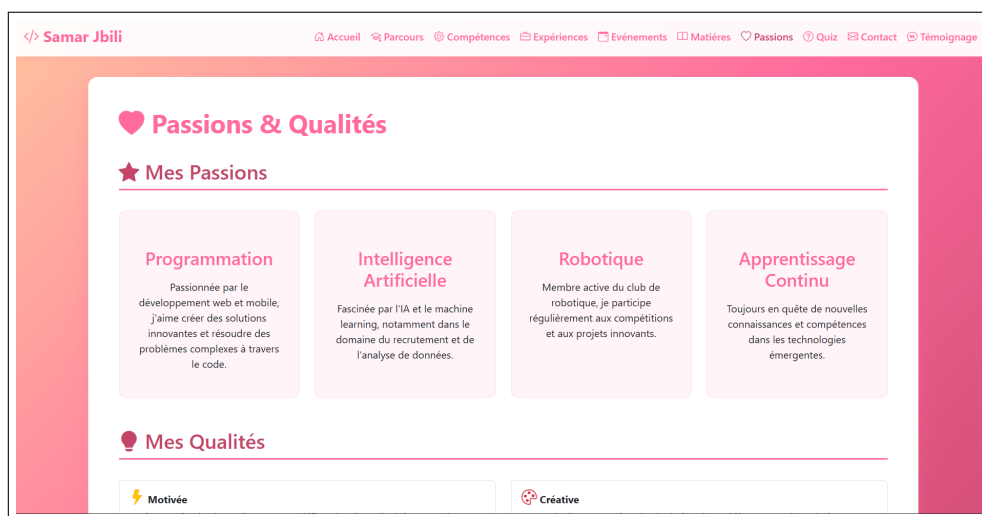 </> Samar Jbili
Accueil Parcours Compétences Expériences Evénements Matiéres Passions Quiz Contact Témoignage
Passions & Qualités
Mes Passions
Programmation
Passionnée par le
développement web et mobile,
j'aime créer des solutions
innovantes et résoudre des
problèmes complexes à travers
le code.
Intelligence
Artificielle
Fascinée par l'IA et le machine
learning, notamment dans le
domaine du recrutement et de
l'analyse de données.
Robotique
Membre active du club de
robotique, je participe
régulièrement aux compétitions
et aux projets innovants.
Apprentissage
Continu
Toujours en quête de nouvelles
connaissances et compétences
dans les technologies
émergentes.
Mes Qualités
Motivée
Créative